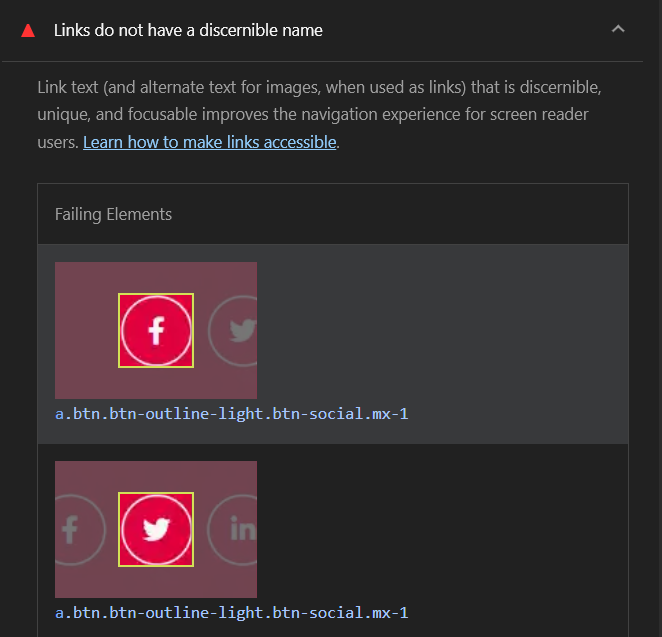 Links do not have a discernible name
Link text (and alternate text for images, when used as links) that is discernible,
unique, and focusable improves the navigation experience for screen reader
users. Learn how to make links accessible.
Failing Elements
f
a.btn.btn-outline-light.btn-social.mx-1
f
in
a.btn.btn-outline-light.btn-social.mx-1